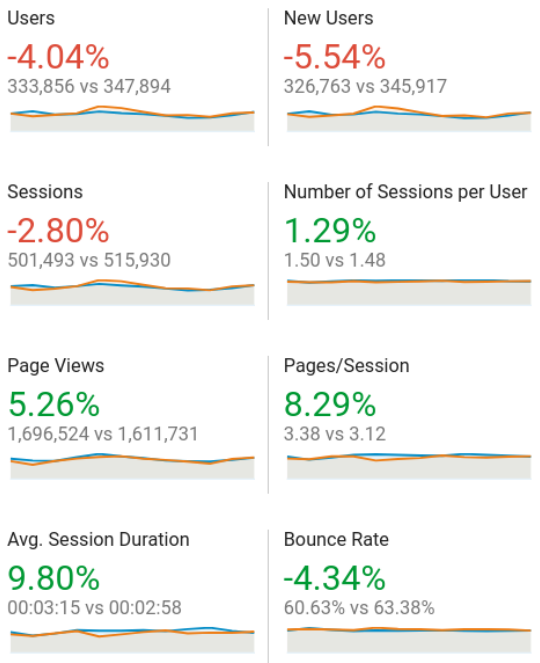 Users
-4.04%
333,856 vs 347,894
New Users
-5.54%
326,763 vs 345,917
Sessions
-2.80%
501,493 vs 515,930
Number of Sessions per User
1.29%
1.50 vs 1.48
Page Views
5.26%
1,696,524 vs 1,611,731
Pages/Session
8.29%
3.38 vs 3.12
Avg. Session Duration
9.80%
00:03:15 vs 00:02:58
Bounce Rate
-4.34%
60.63% vs 63.38%